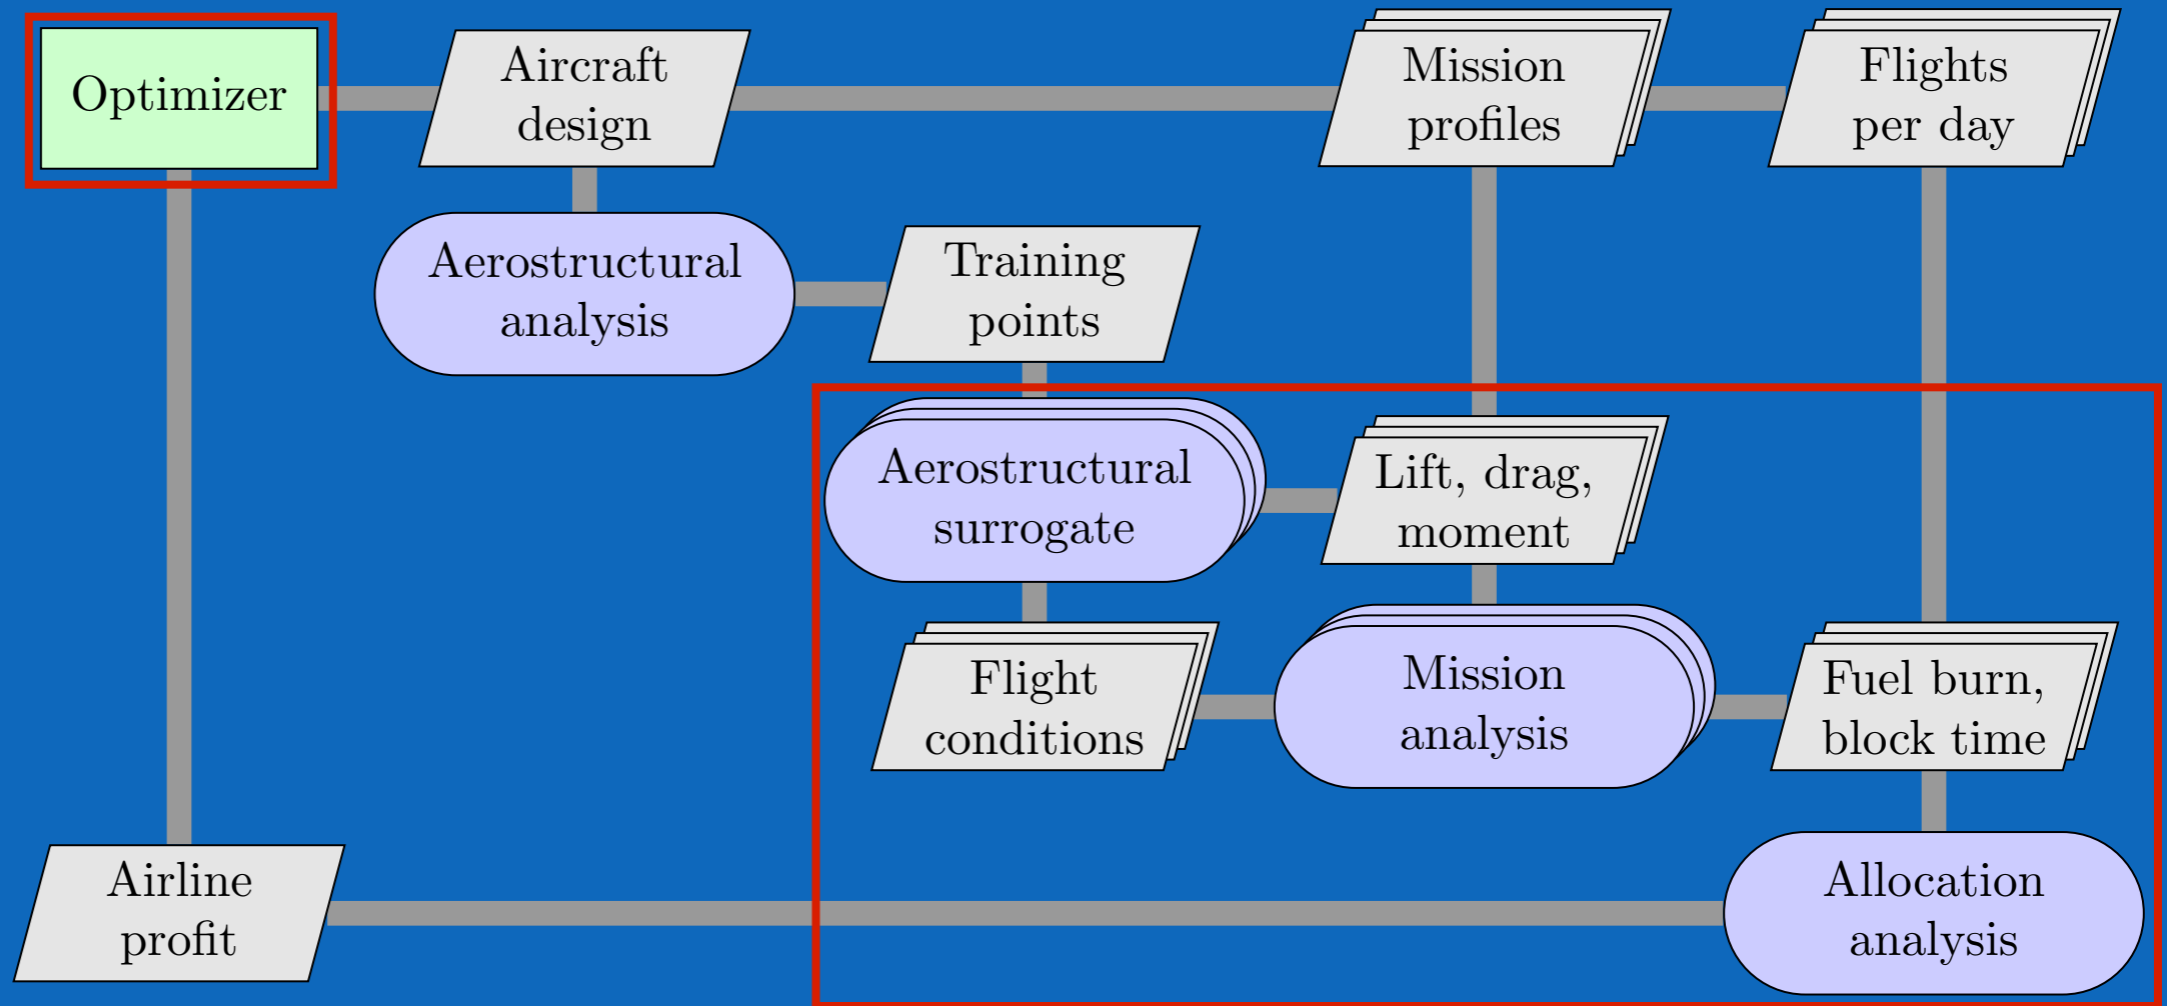 Optimizer
Aircraft
design
Mission
profiles
Flights
per day
Aerostructural
analysis
Training
points
Aerostructural
surrogate
Lift, drag,
moment
Flight
conditions
Mission
analysis
Fuel burn,
block time
Airline
profit
Allocation
analysis